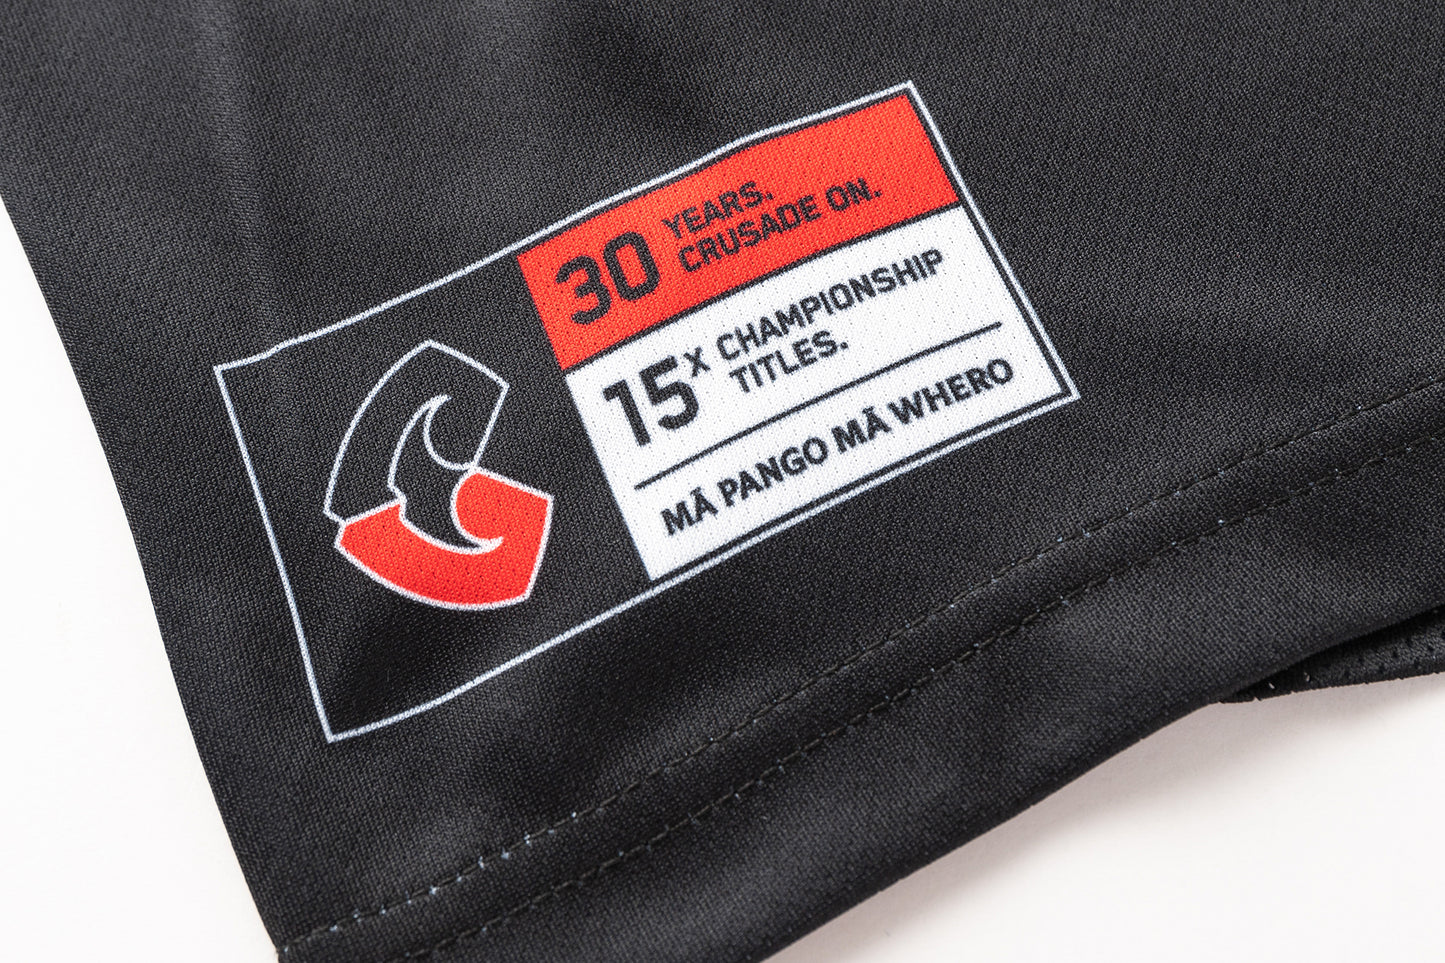 30 YEARS.
CRUSADE ON.
15X CHAMPIONSHIP
TITLES.
MĀ PANGO MĀ WHERO